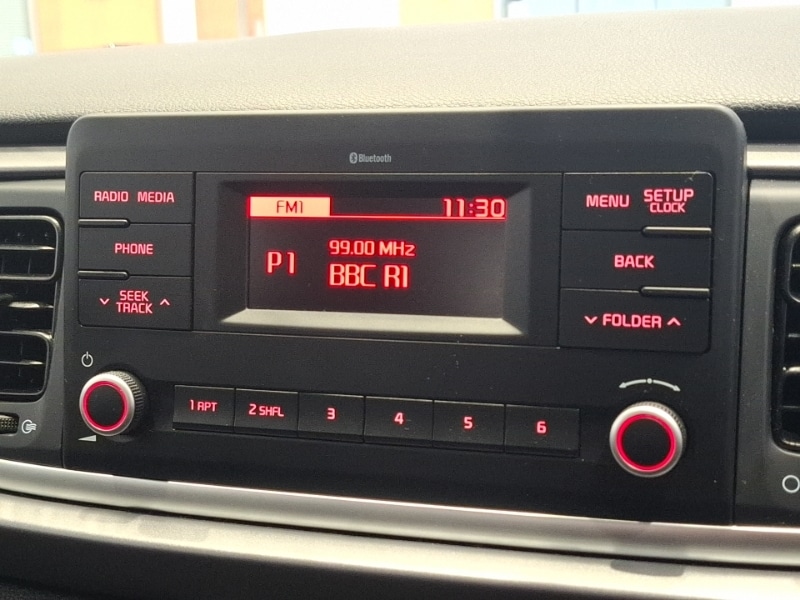 Bluetooth
RADIO MEDIA
PHONE
SEEK
TRACK
FM1 11:30
P1 99.00 MHz
BBC R1
MENU SETUP
CLOCK
BACK
FOLDER
1 RPT 2 SHFL 3 4 5 6